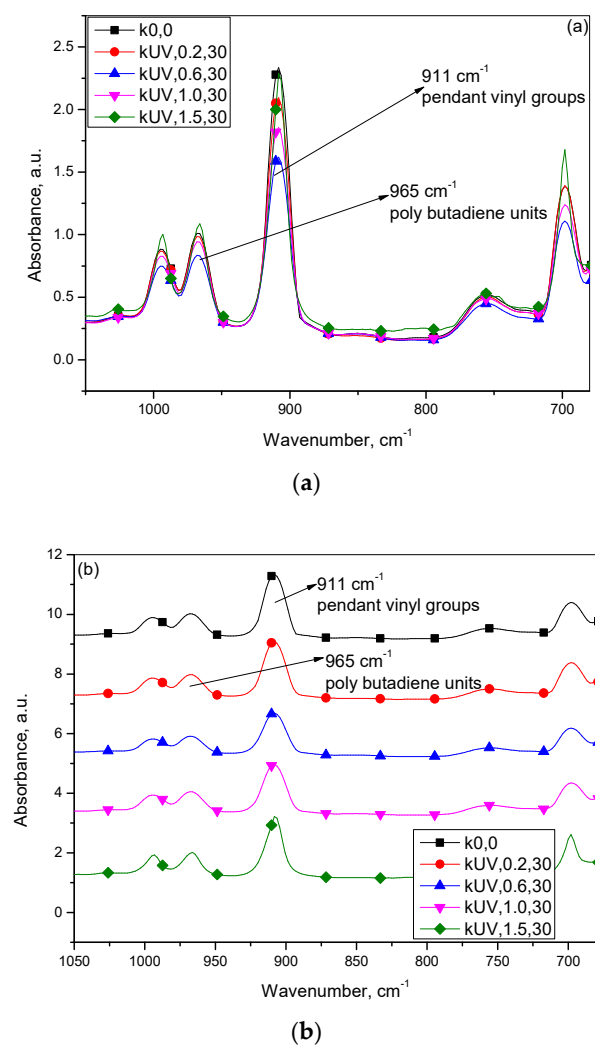 (a)
k0,0
kUV,0.2,30
kUV,0.6,30
kUV,1.0,30
kUV,1.5,30
911 cm-1
pendant vinyl groups
965 cm-1
poly butadiene units
2.5
2.0
1.5
1.0
0.5
0.0
Absorbance, a.u.
1000
900
800
700
Wavenumber, cm-1
(a)
(b)
12
10
8
6
4
2
0
Absorbance, a.u.
911 cm-1
pendant vinyl groups
965 cm-1
poly butadiene units
k0,0
kUV,0.2,30
kUV,0.6,30
kUV,1.0,30
kUV,1.5,30
1050
1000
950
900
850
800
750
700
Wavenumber, cm-1
(b)